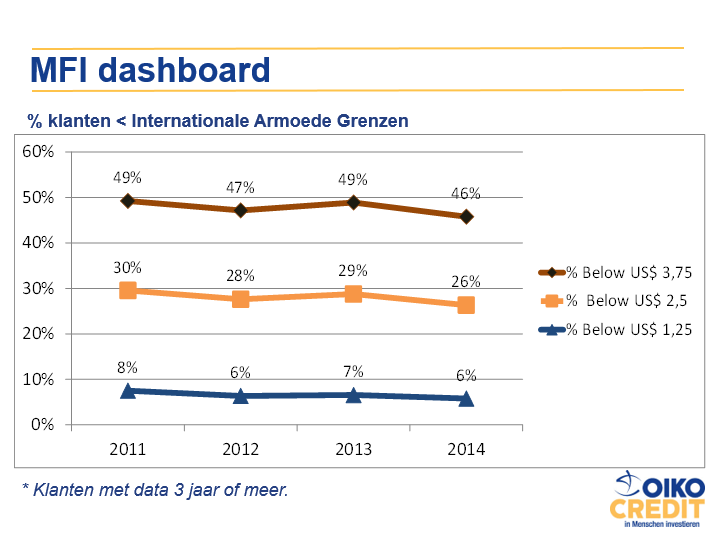 MFI dashboard
% klanten < Internationale Armoede Grenzen
60%
50%
40%
30%
20%
10%
0%
49%
47%
49%
46%
30%
28%
29%
26%
8%
6%
7%
6%
2011
2012
2013
2014
% Below US$ 3,75
% Below US$ 2,5
% Below US$ 1,25
* Klanten met data 3 jaar of meer.
OIKO
CREDIT
in Menschen investieren